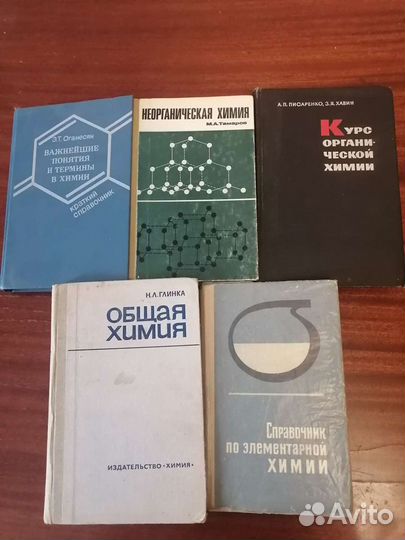 Э.Т. Оганесян
ВАЖНЕЙШИЕ
ПОНЯТИЯ
И ТЕРМИНЫ
В ХИМИИ
КРАТКИЙ
СПРАВОЧНИК
НЕОРГАНИЧЕСКАЯ ХИМИЯ
М.А. Тамаров
А.П. ПИСАРЕНКО, З.Я. ХАВИН
КУРС
ОРГАНИ-
ЧЕСКОЙ
ХИМИИ
Н.Л. ГЛИНКА
ОБЩАЯ
ХИМИЯ
ИЗДАТЕЛЬСТВО «ХИМИЯ»
СПРАВОЧНИК
ПО ЭЛЕМЕНТАРНОЙ
ХИМИИ
Avito